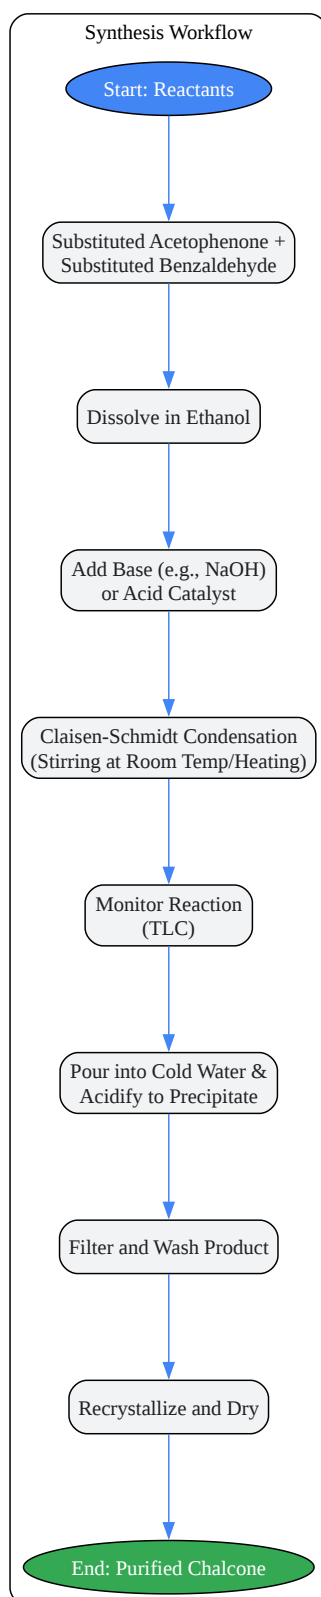 Synthesis Workflow
Start: Reactants
Substituted Acetophenone +
Substituted Benzaldehyde
Dissolve in Ethanol
Add Base (e.g., NaOH)
or Acid Catalyst
Claisen-Schmidt Condensation
(Stirring at Room Temp/Heating)
Monitor Reaction
(TLC)
Pour into Cold Water &
Acidify to Precipitate
Filter and Wash Product
Recrystallize and Dry
End: Purified Chalcone